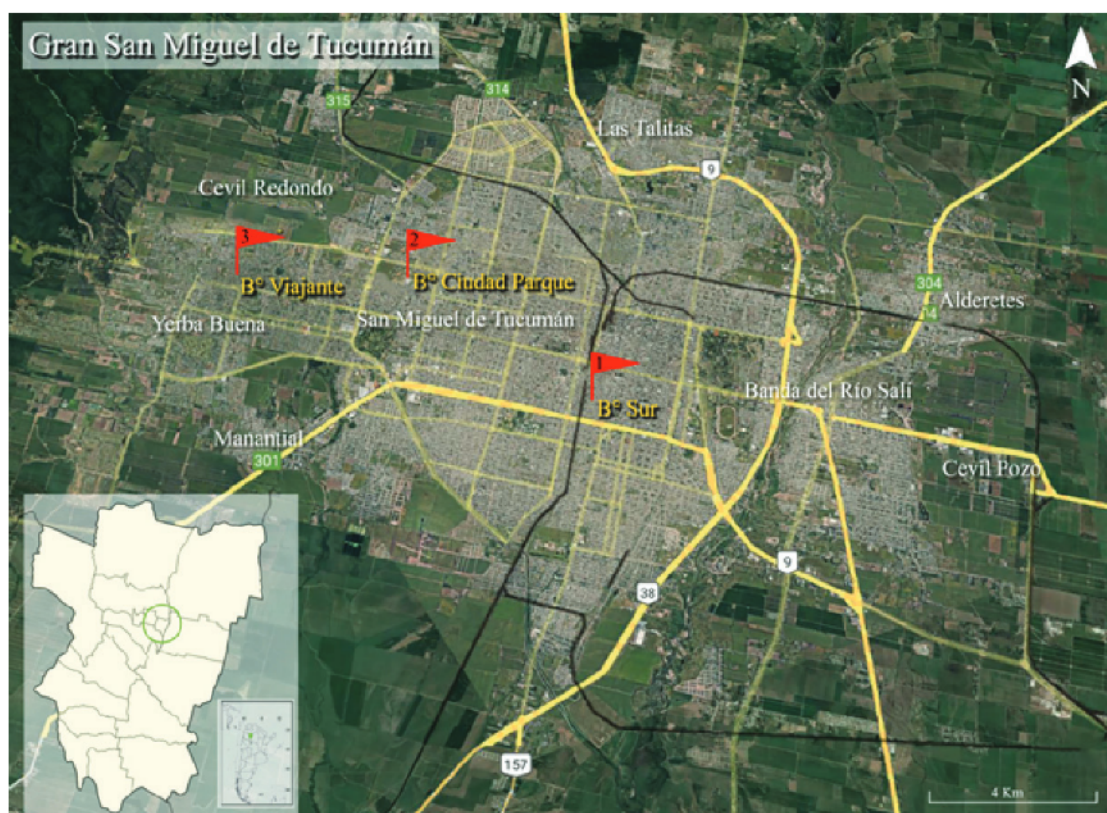 Gran San Miguel de Tucumán
N
315
314
Las Talitas
9
Cevil Redondo
3
2
B° Viajante
B° Ciudad Parque
304
Alderetes
Yerba Buena
San Miguel de Tucumán
1
B° Sur
Banda del Río Salí
Manantial
301
Cevil Pozo
9
38
157
4 Km